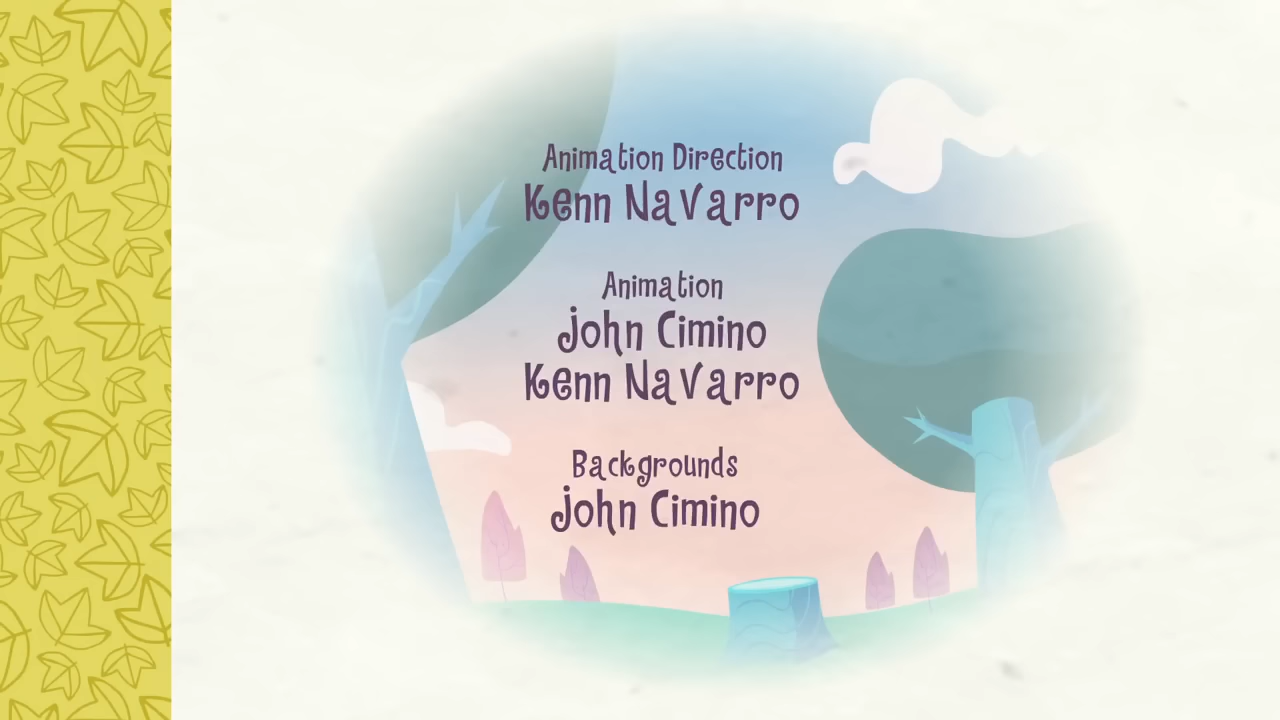 Animation Direction
Kenn Navarro
Animation
John Cimino
Kenn Navarro
Backgrounds
John Cimino